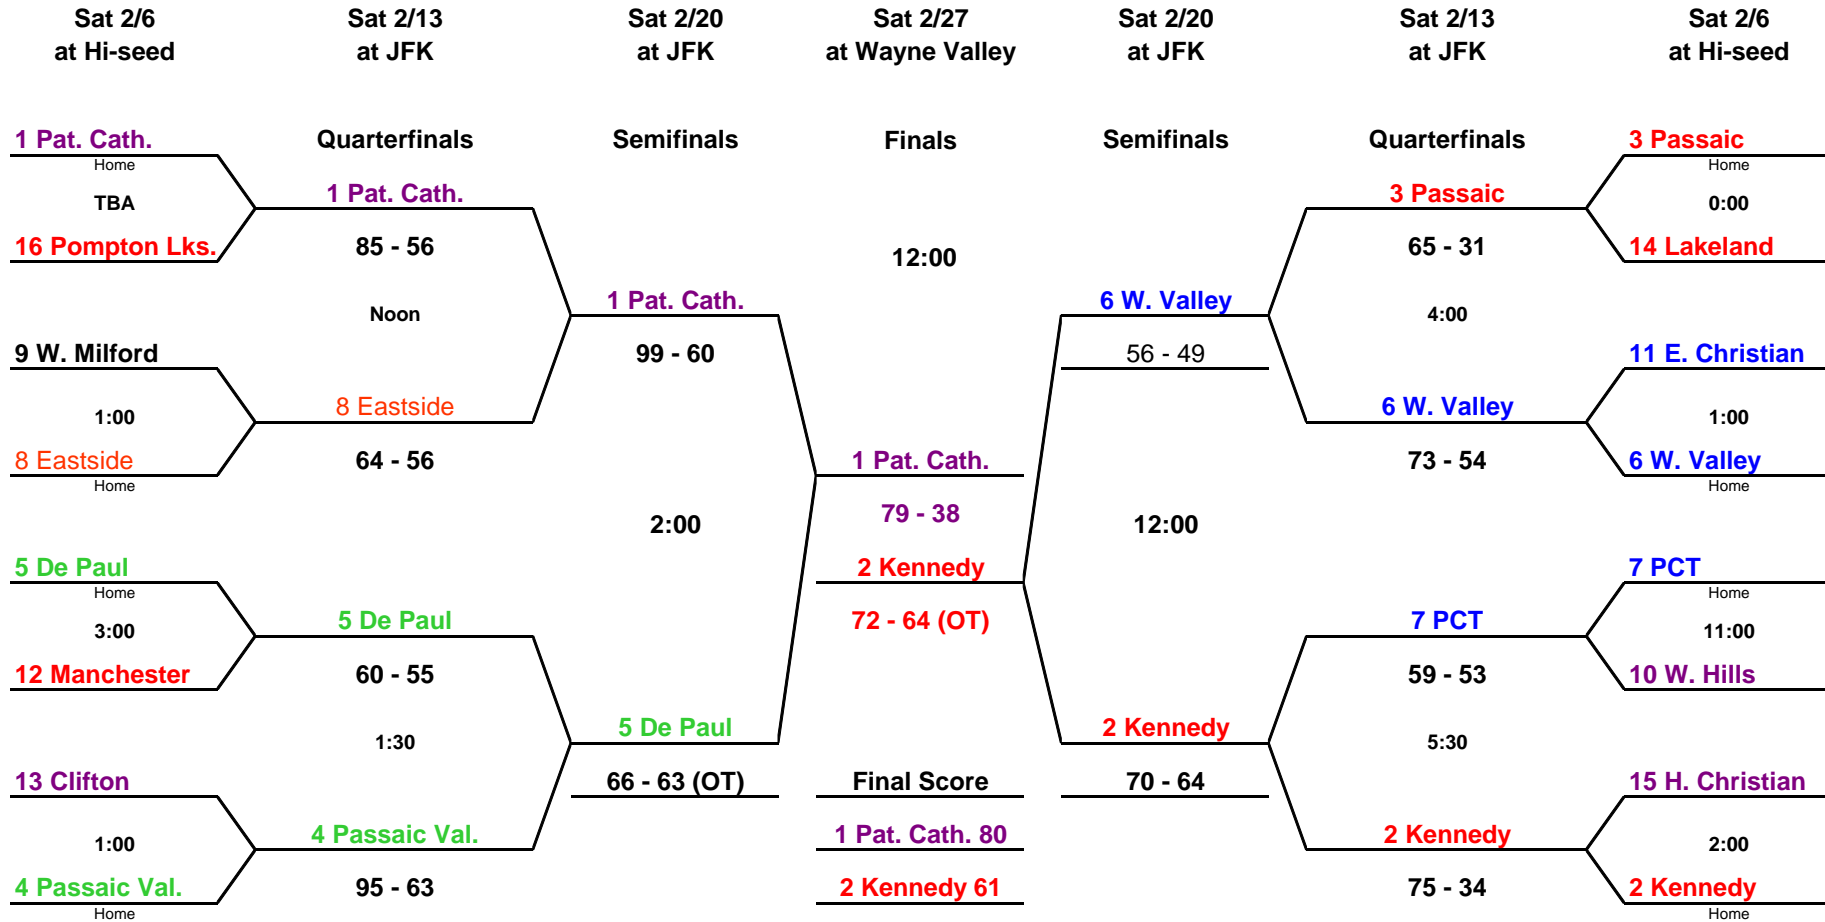 Sat 2/6 Sat 2/13 Sat 2/20 Sat 2/27 Sat 2/20 Sat 2/13 Sat 2/6
at Hi-seed at JFK at JFK at Wayne Valley at JFK at JFK at Hi-seed
1 Pat. Cath. Quarterfinals Semifinals Finals Semifinals Quarterfinals 3 Passaic
Home Home
1 Pat. Cath. 3 Passaic
TBA 0:00
16 Pompton Lks. 85 - 56 65 - 31 14 Lakeland
12:00
1 Pat. Cath. 6 W. Valley
Noon 4:00
9 W. Milford 99 - 60 56 - 49 11 E. Christian
8 Eastside 6 W. Valley
1:00 1:00
8 Eastside 64 - 56 1 Pat. Cath. 73 - 54 6 W. Valley
Home Home
79 - 38
2:00 12:00
5 De Paul 2 Kennedy 7 PCT
Home Home
5 De Paul 72 - 64 (OT) 7 PCT
3:00 11:00
12 Manchester 60 - 55 59 - 53 10 W. Hills
5 De Paul 2 Kennedy
1:30 5:30
13 Clifton 66 - 63 (OT) Final Score 70 - 64 15 H. Christian
4 Passaic Val. 1 Pat. Cath. 80 2 Kennedy
1:00 2:00
4 Passaic Val. 95 - 63 2 Kennedy 61 75 - 34 2 Kennedy
Home Home